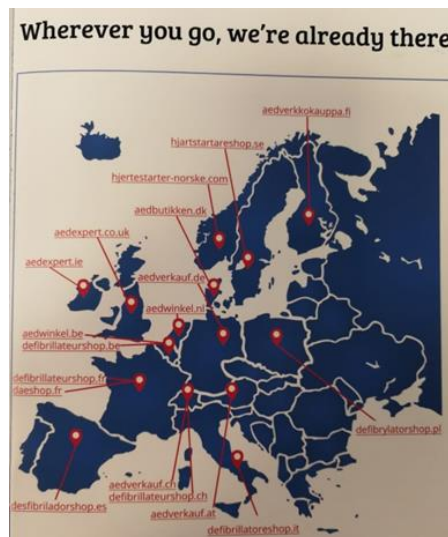 Wherever you go, we're already there
aedverkkokauppa.fi
hjartstartareshop.se
hjertestarter-norske.com
aedbutikken.dk
aedexpert.co.uk
aedexpert.ie
aedverkauf.de
aedwinkel.nl
aedwinkel.be
defibrillateurshop.be
defibrillateurshop.fr
daeshop.fr
defibrylatorshop.pl
aedverkauf.ch
defibrillateurshop.ch
desfibriladorshop.es
aedverkauf.at
defibrillatoreshop.it